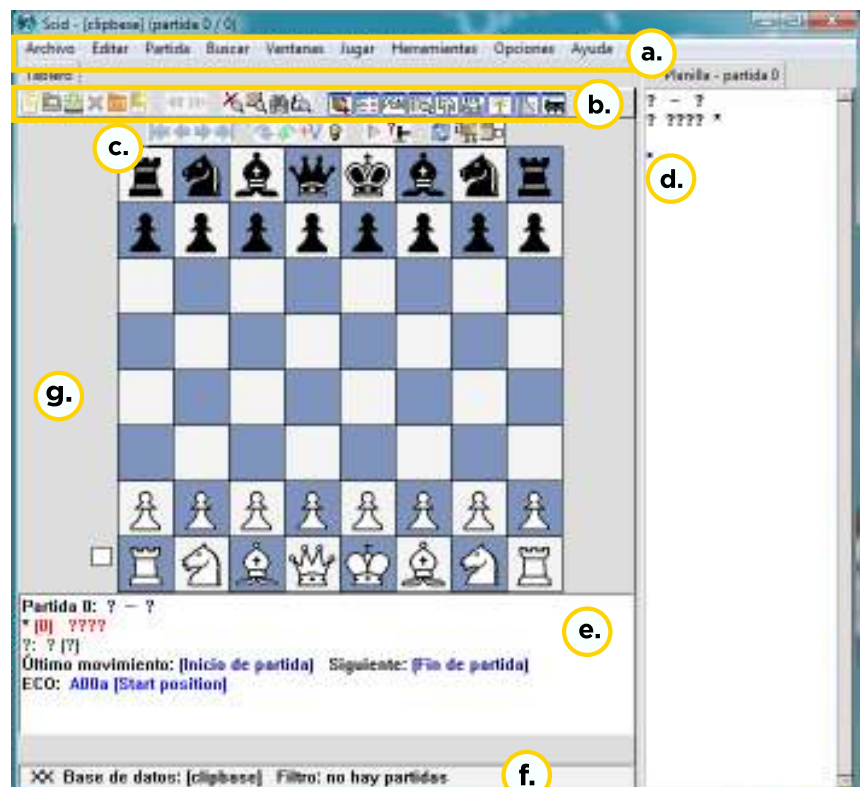 Scid - [clipbase] (partida 0 / 0)
Archivo Editar Partida Buscar Ventanas Jugar Herramientas Opciones Ayuda
a.
Tablero
Planilla - partida 0
b.
? - ?
? ???? *
*
c.
d.
g.
Partida 0: ? - ?
* [0] ????
?: ? [?]
Último movimiento: [Inicio de partida] Siguiente: [Fin de partida]
ECO: A00a [Start position]
e.
XX Base de datos: [clipbase] Filtro: no hay partidas
f.